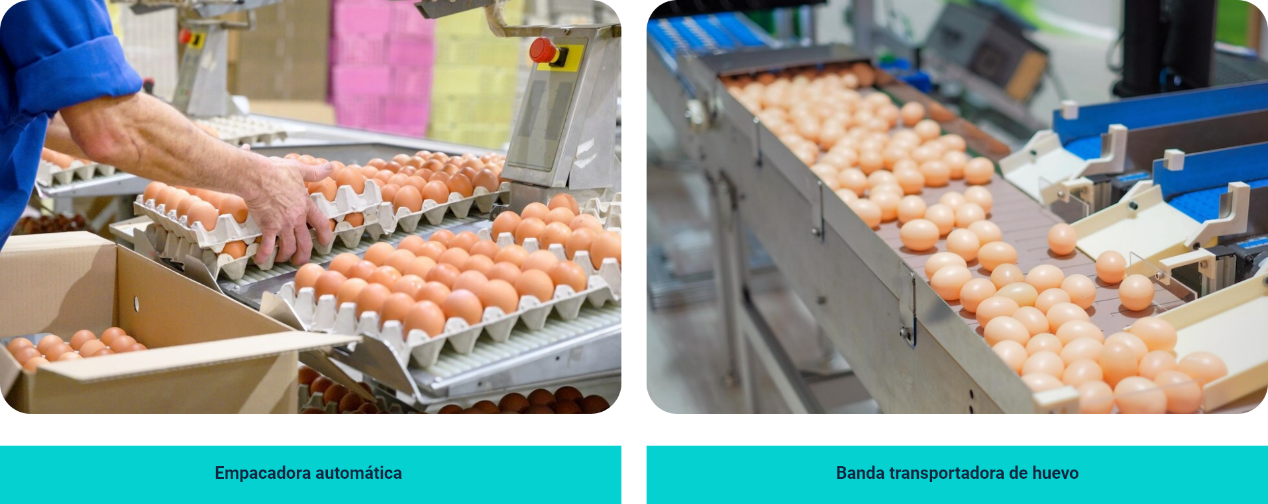 Empacadora automática
Banda transportadora de huevo